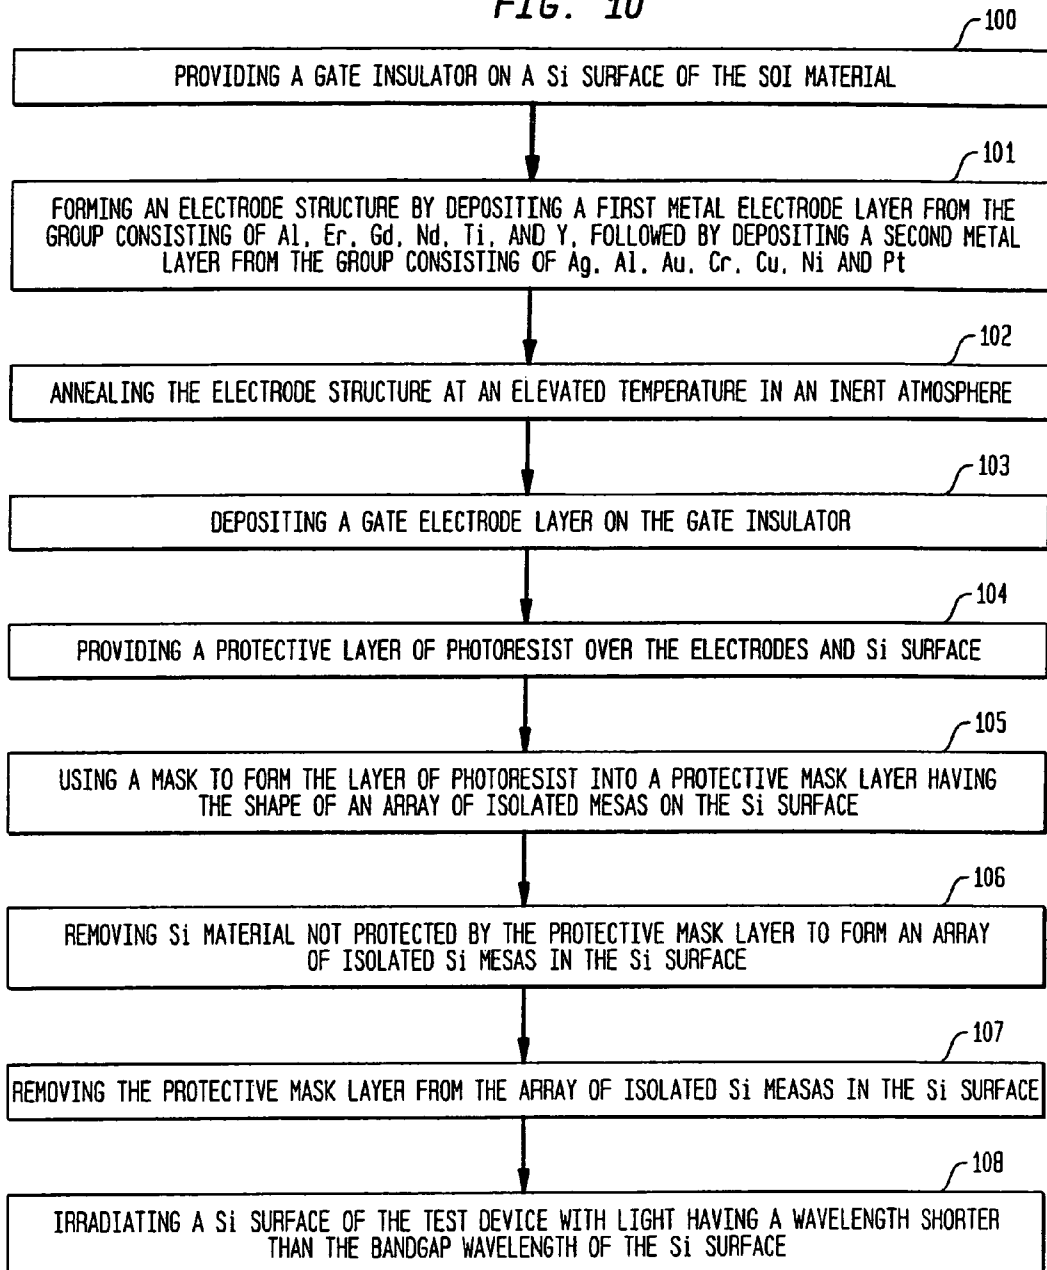 FIG. 10
100
PROVIDING A GATE INSULATOR ON A Si SURFACE OF THE SOI MATERIAL
101
FORMING AN ELECTRODE STRUCTURE BY DEPOSITING A FIRST METAL ELECTRODE LAYER FROM THE
GROUP CONSISTING OF Al, Er, Gd, Nd, Ti, AND Y, FOLLOWED BY DEPOSITING A SECOND METAL
LAYER FROM THE GROUP CONSISTING OF Ag, Al, Au, Cr, Cu, Ni AND Pt
102
ANNEALING THE ELECTRODE STRUCTURE AT AN ELEVATED TEMPERATURE IN AN INERT ATMOSPHERE
103
DEPOSITING A GATE ELECTRODE LAYER ON THE GATE INSULATOR
104
PROVIDING A PROTECTIVE LAYER OF PHOTORESIST OVER THE ELECTRODES AND Si SURFACE
105
USING A MASK TO FORM THE LAYER OF PHOTORESIST INTO A PROTECTIVE MASK LAYER HAVING
THE SHAPE OF AN ARRAY OF ISOLATED MESAS ON THE Si SURFACE
106
REMOVING Si MATERIAL NOT PROTECTED BY THE PROTECTIVE MASK LAYER TO FORM AN ARRAY
OF ISOLATED Si MESAS IN THE Si SURFACE
107
REMOVING THE PROTECTIVE MASK LAYER FROM THE ARRAY OF ISOLATED Si MEASAS IN THE Si SURFACE
108
IRRADIATING A Si SURFACE OF THE TEST DEVICE WITH LIGHT HAVING A WAVELENGTH SHORTER
THAN THE BANDGAP WAVELENGTH OF THE Si SURFACE